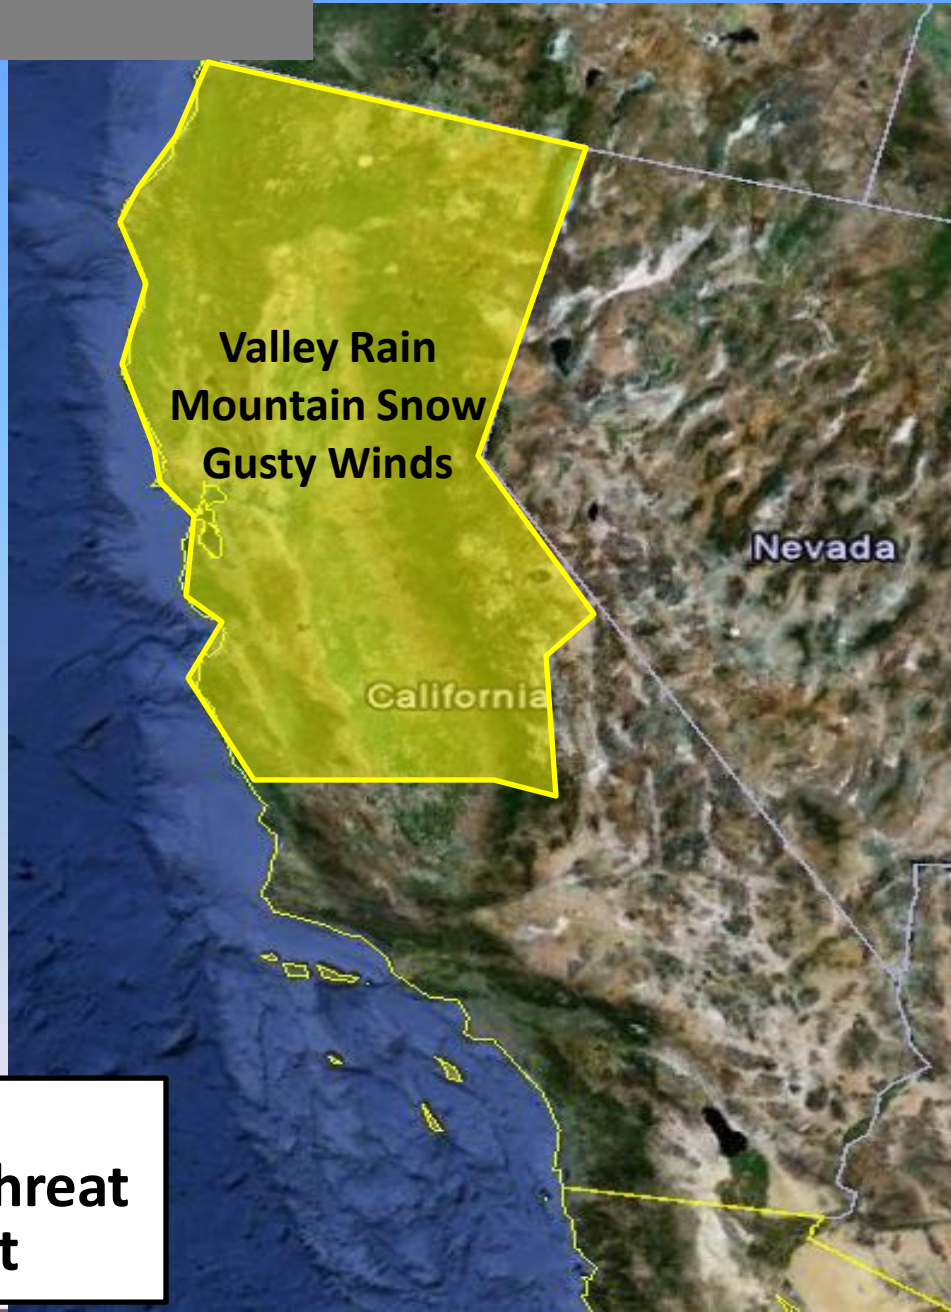 Valley Rain
Mountain Snow
Gusty Winds
Nevada
California
hreat
t